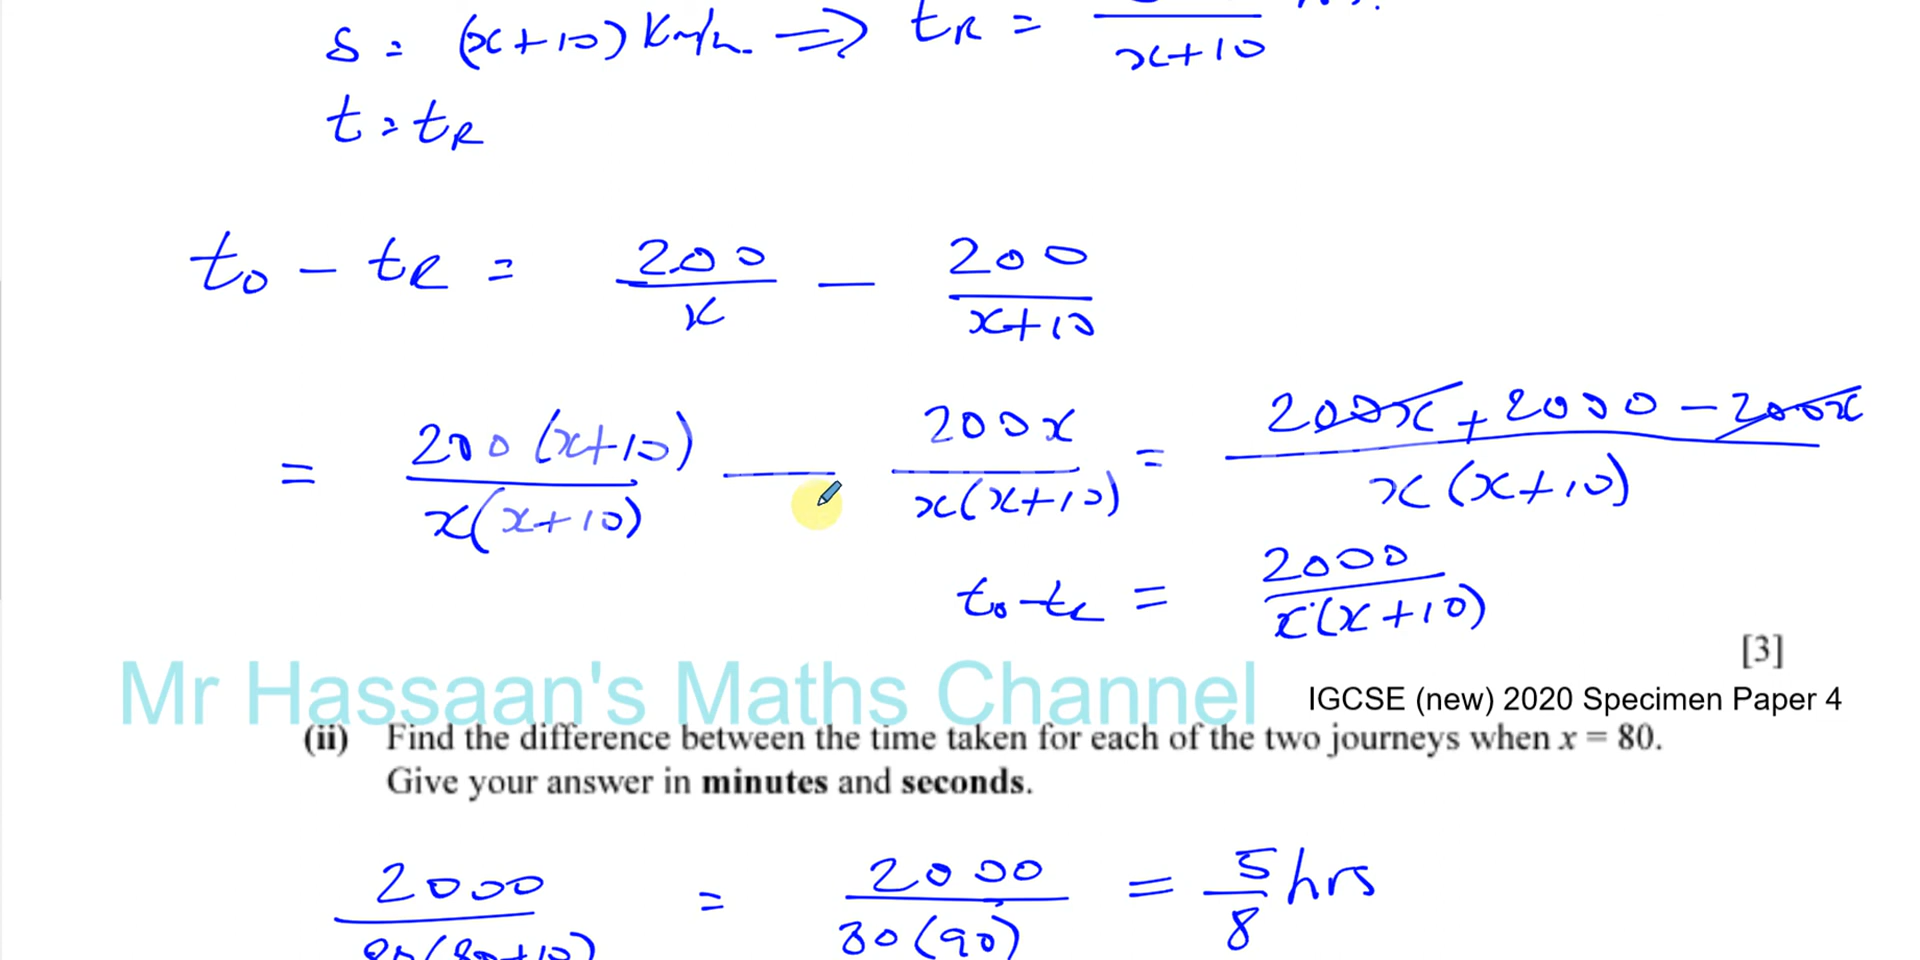 s = (x+10) Km/h. ⇒ tR = x+10
t = tR
t0 − tR = 200/x − 200/(x+10)
= 200(x+10)/x(x+10) − 200x/x(x+10) = 200x + 2000 − 200x/x(x+10)
t0 − tR = 2000/x(x+10)
[3]
Mr Hassaan's Maths Channel
IGCSE (new) 2020 Specimen Paper 4
(ii) Find the difference between the time taken for each of the two journeys when x = 80.
Give your answer in minutes and seconds.
2000/80(80+10) = 2000/80(90) = 5/8 hrs